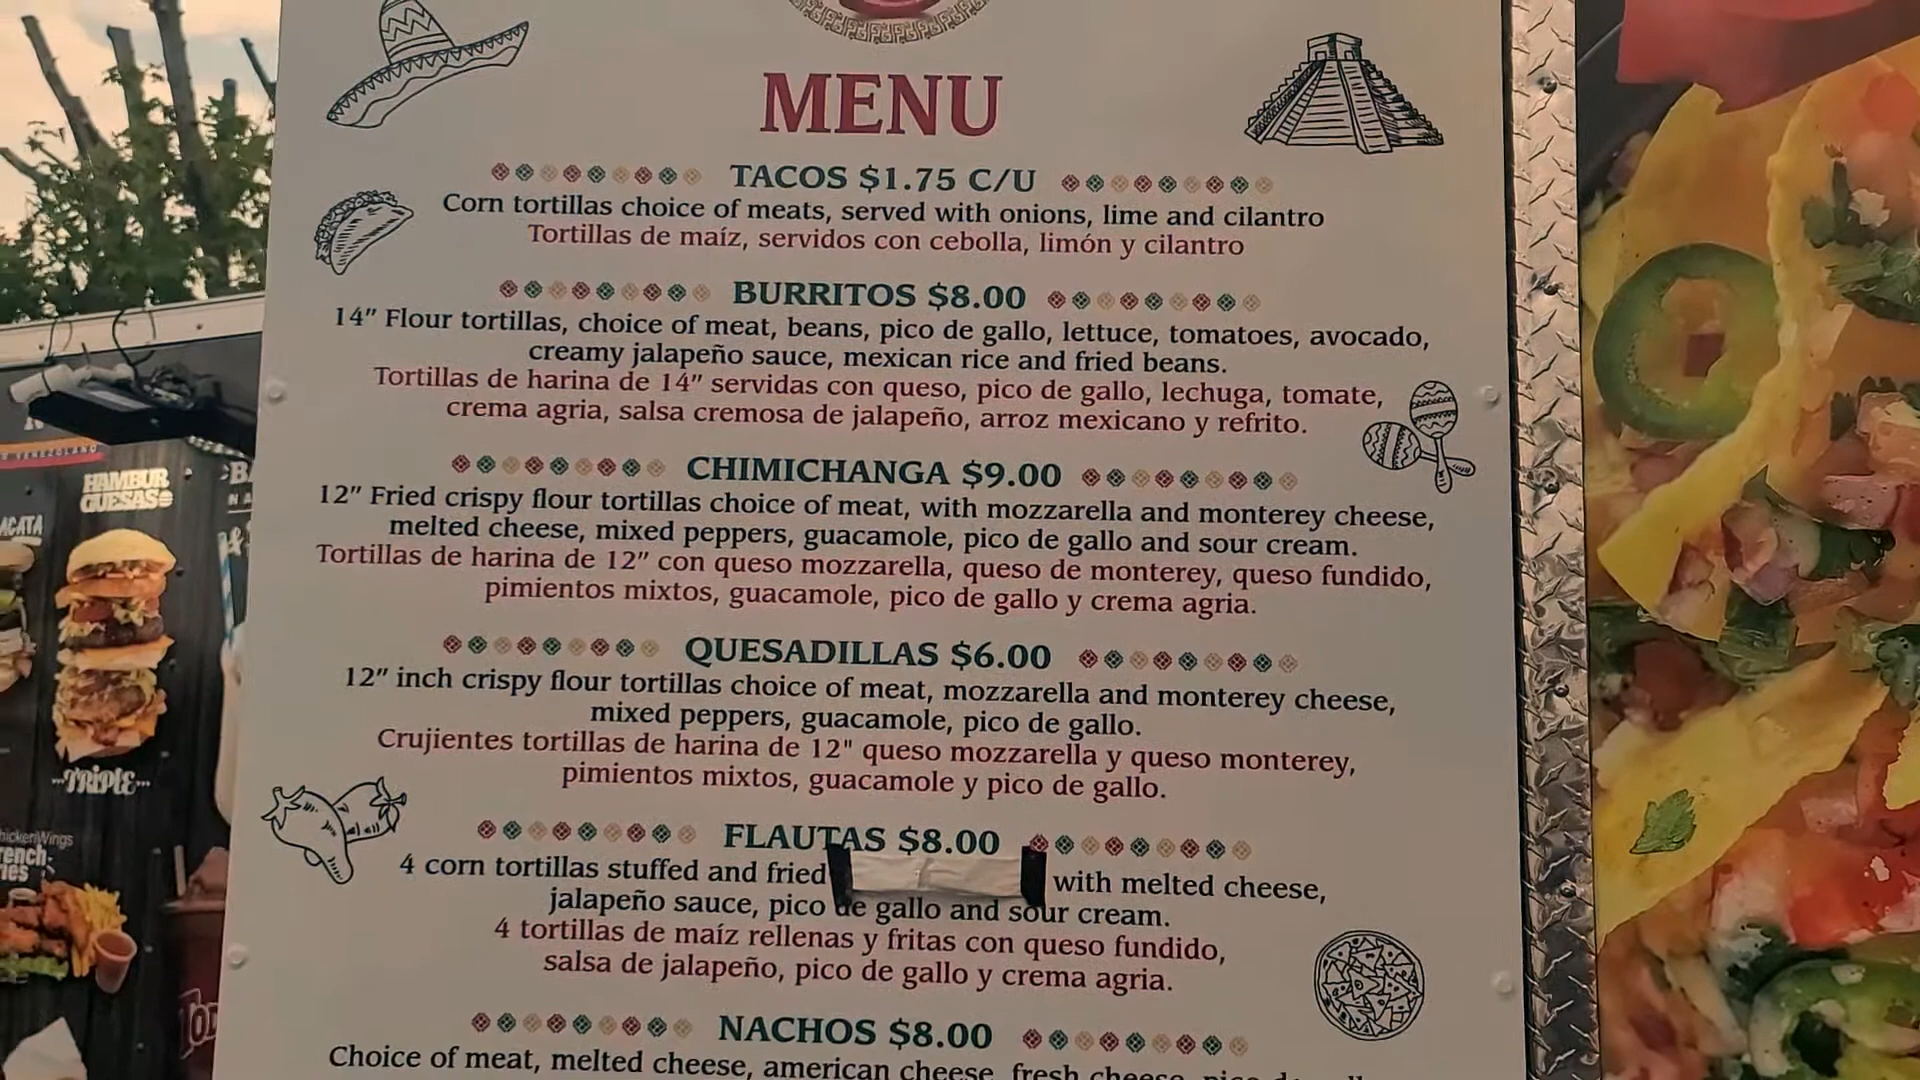 MENU
TACOS $1.75 C/U
Corn tortillas choice of meats, served with onions, lime and cilantro
Tortillas de maíz, servidos con cebolla, limón y cilantro
BURRITOS $8.00
14" Flour tortillas, choice of meat, beans, pico de gallo, lettuce, tomatoes, avocado,
creamy jalapeño sauce, mexican rice and fried beans.
Tortillas de harina de 14" servidas con queso, pico de gallo, lechuga, tomate,
crema agria, salsa cremosa de jalapeño, arroz mexicano y refrito.
CHIMICHANGA $9.00
12" Fried crispy flour tortillas choice of meat, with mozzarella and monterey cheese,
melted cheese, mixed peppers, guacamole, pico de gallo and sour cream.
Tortillas de harina de 12" con queso mozzarella, queso de monterey, queso fundido,
pimientos mixtos, guacamole, pico de gallo y crema agria.
QUESADILLAS $6.00
12" inch crispy flour tortillas choice of meat, mozzarella and monterey cheese,
mixed peppers, guacamole, pico de gallo.
Crujientes tortillas de harina de 12" queso mozzarella y queso monterey,
pimientos mixtos, guacamole y pico de gallo.
FLAUTAS $8.00
4 corn tortillas stuffed and fried with melted cheese,
jalapeño sauce, pico de gallo and sour cream.
4 tortillas de maíz rellenas y fritas con queso fundido,
salsa de jalapeño, pico de gallo y crema agria.
NACHOS $8.00
Choice of meat, melted cheese, american cheese, fresh cheese,
HAMBUR
GUESAS
...TRIPLE...